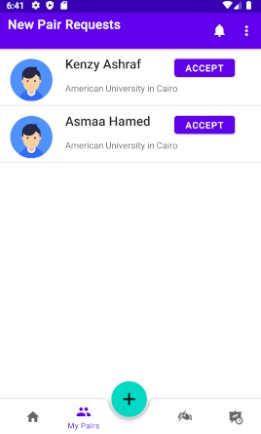 6:41
New Pair Requests
Kenzy Ashraf
ACCEPT
American University in Cairo
Asmaa Hamed
ACCEPT
American University in Cairo
My Pairs